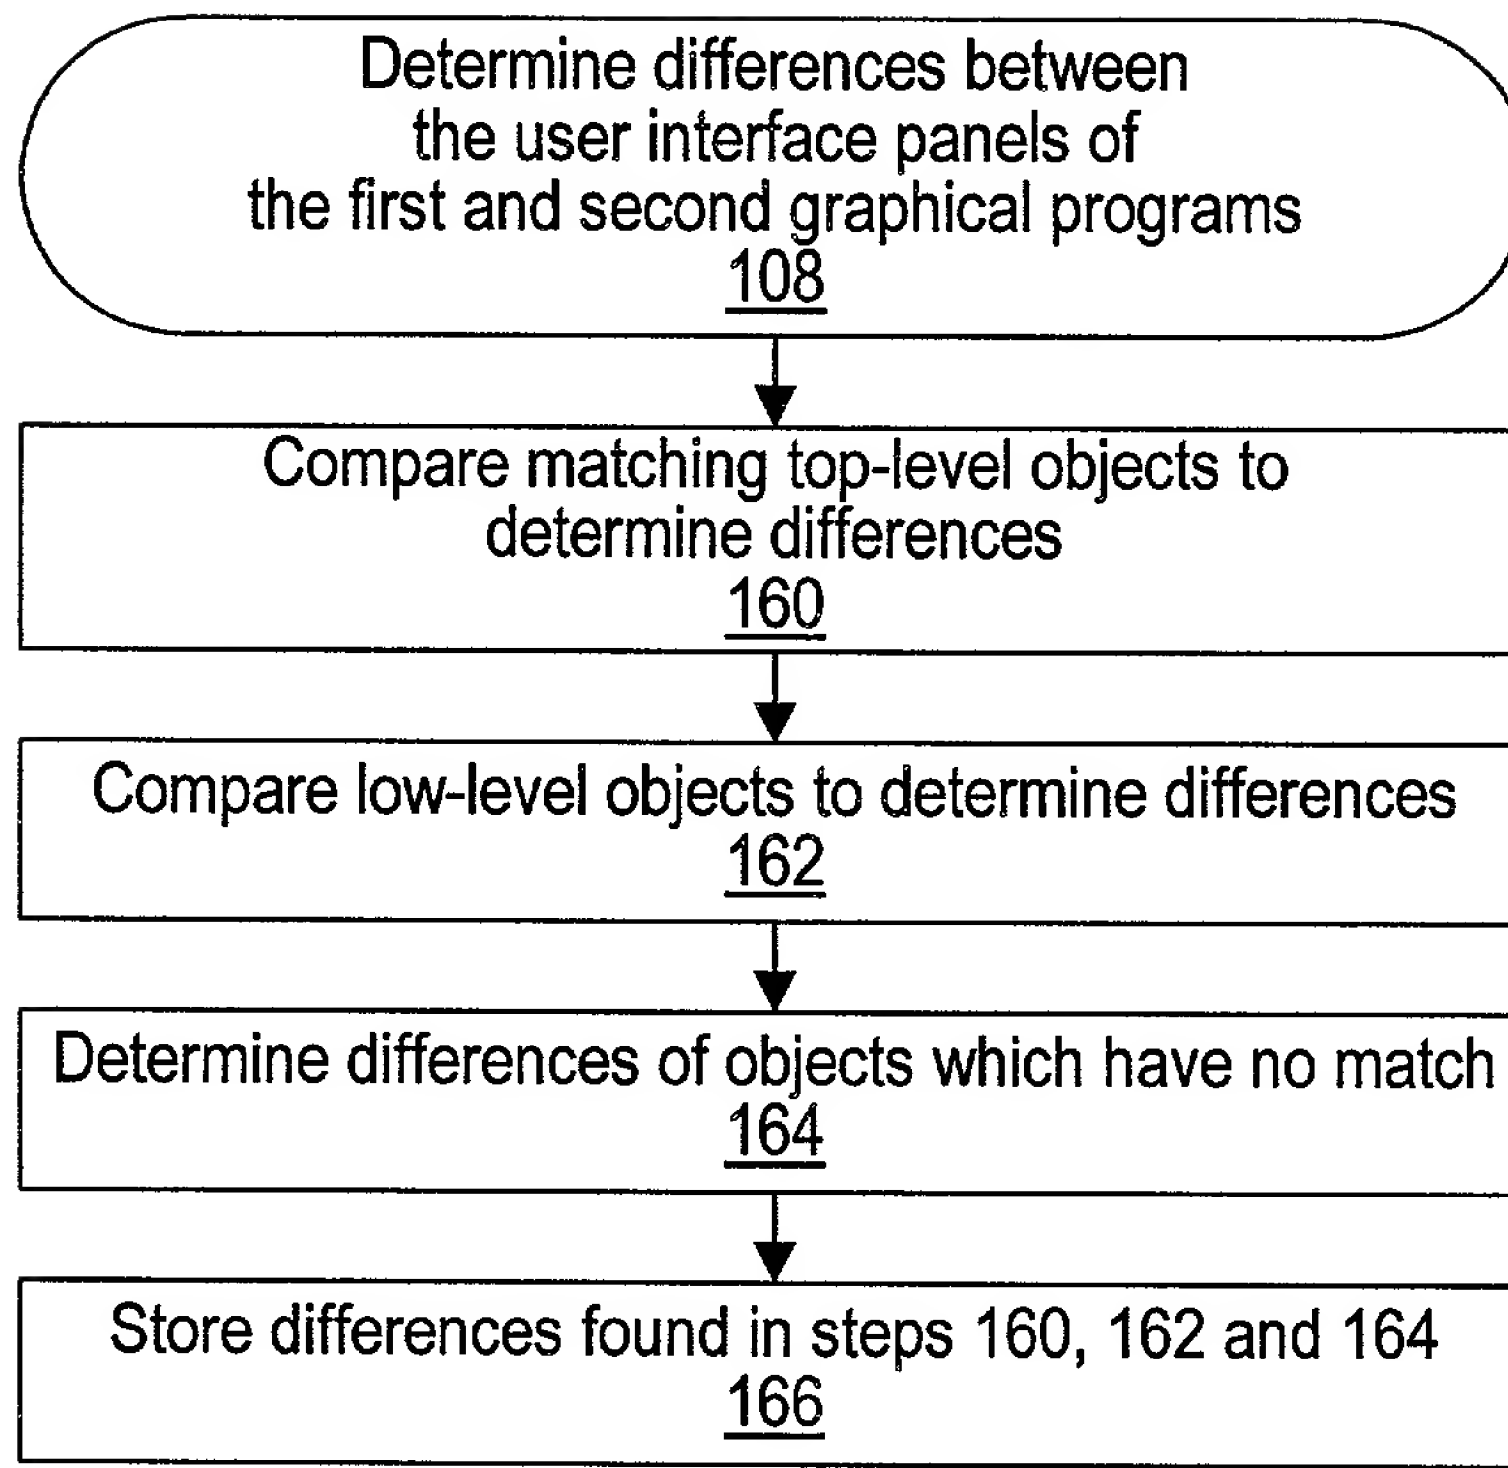 Determine differences between
the user interface panels of
the first and second graphical programs
108
Compare matching top-level objects to
determine differences
160
Compare low-level objects to determine differences
162
Determine differences of objects which have no match
164
Store differences found in steps 160, 162 and 164
166